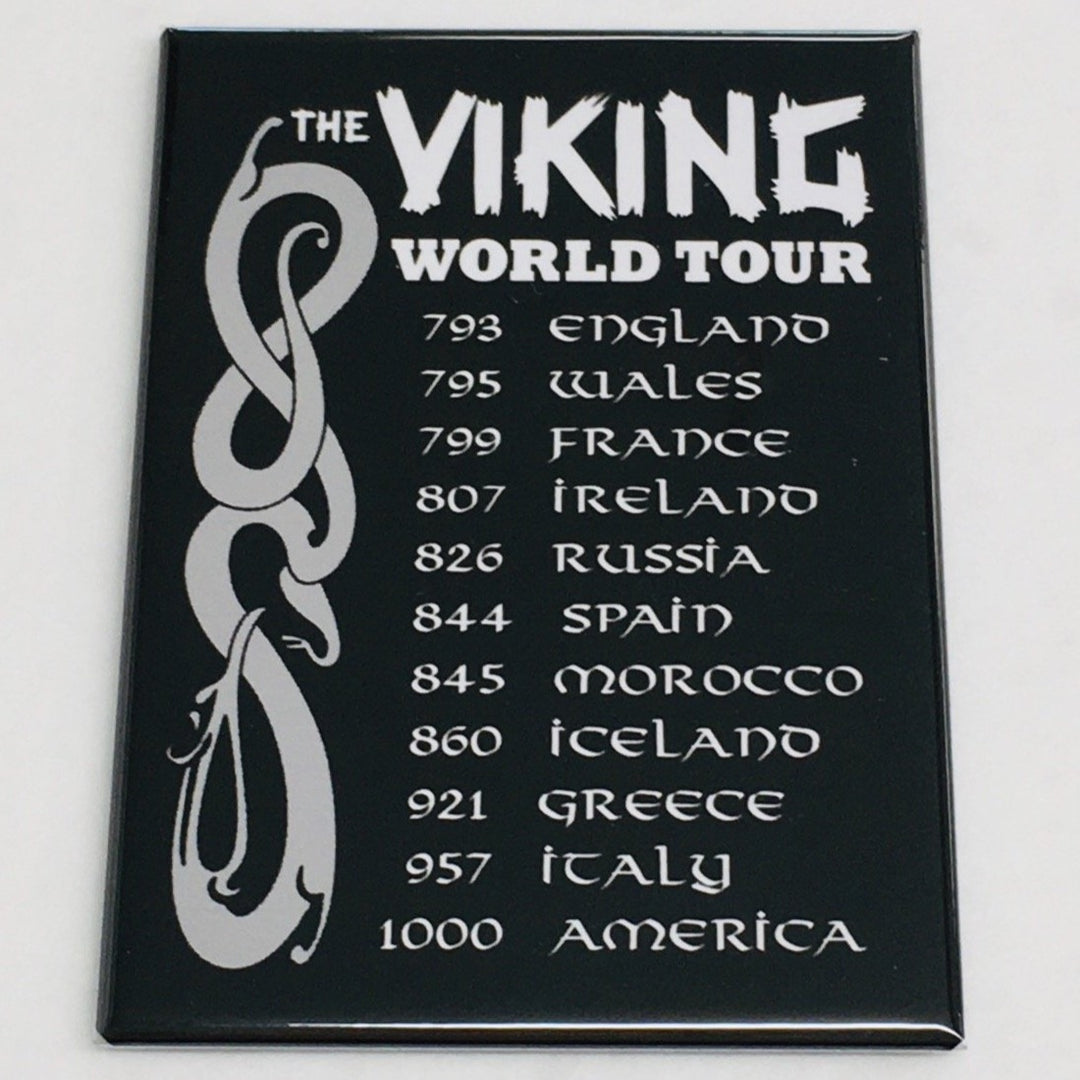 THE VIKING
WORLD TOUR
793 ENGLAND
795 WALES
799 FRANCE
807 IRELAND
826 RUSSIA
844 SPAIN
845 MOROCCO
860 ICELAND
921 GREECE
957 ITALY
1000 AMERICA